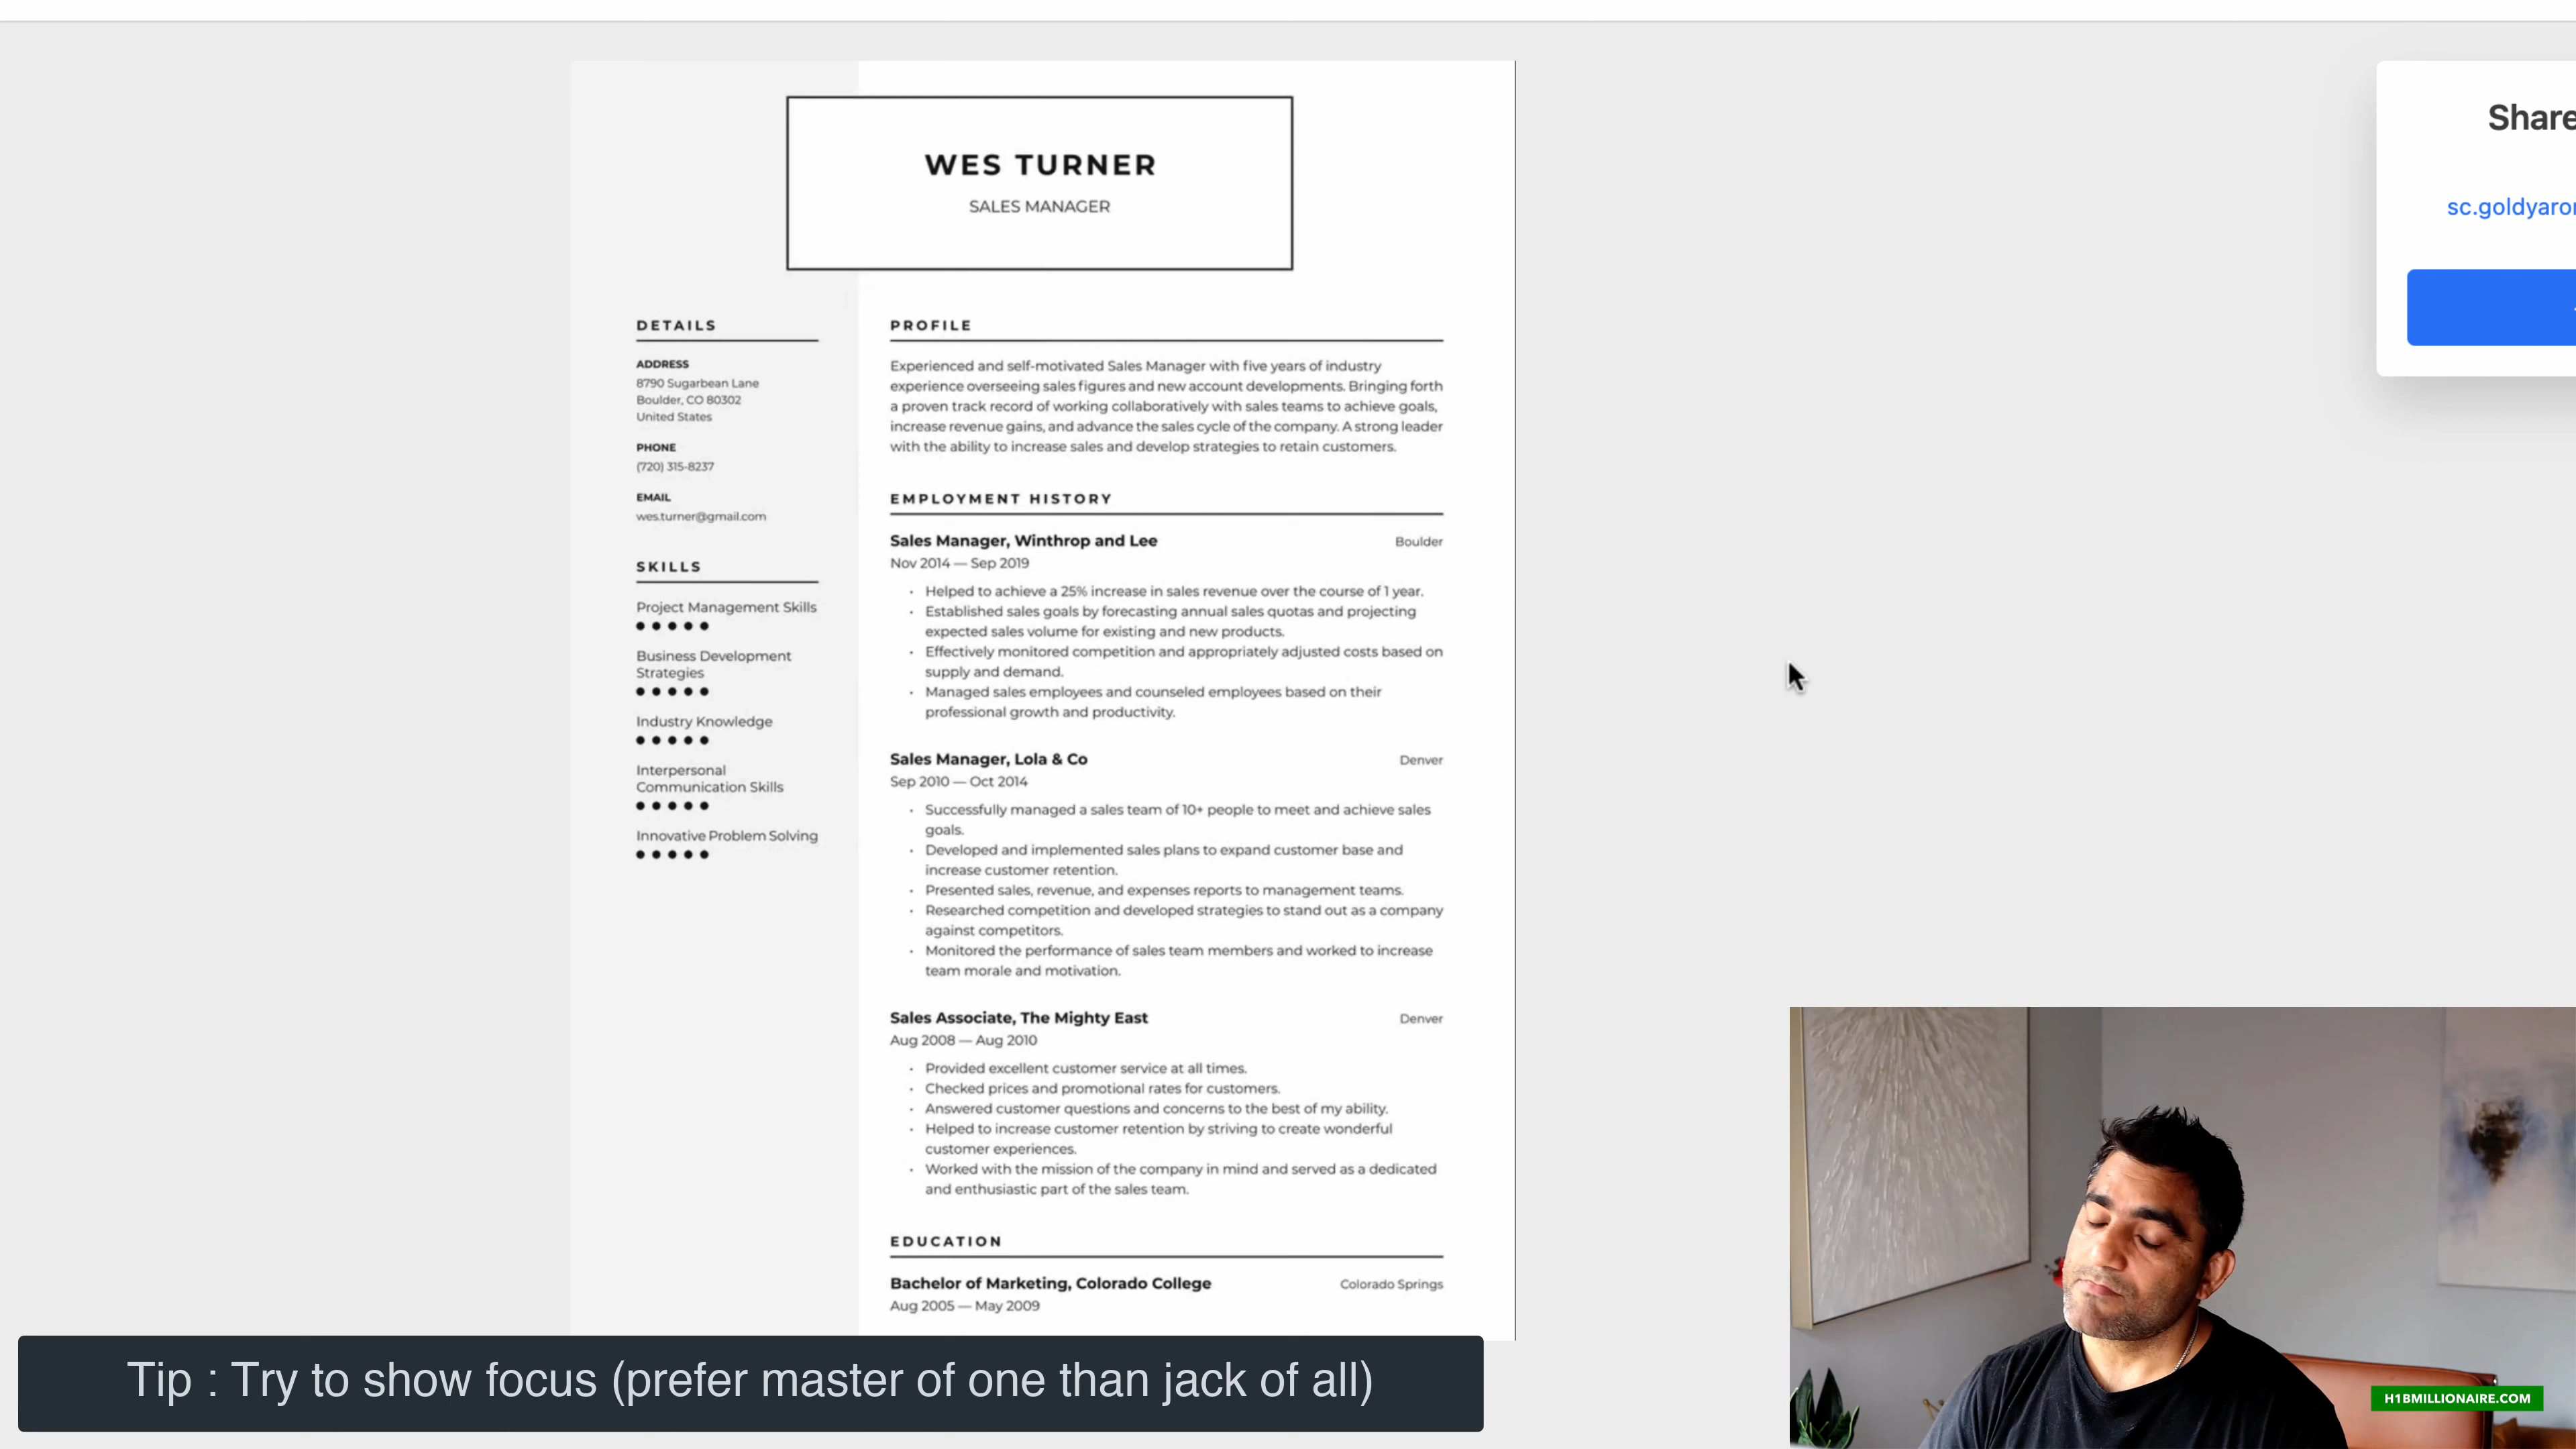 WES TURNER
SALES MANAGER
DETAILS
ADDRESS
8790 Sugarbean Lane
Boulder, CO 80302
United States
PHONE
(720) 315-8237
EMAIL
wes.turner@gmail.com
SKILLS
Project Management Skills
Business Development
Strategies
Industry Knowledge
Interpersonal
Communication Skills
Innovative Problem Solving
PROFILE
Experienced and self-motivated Sales Manager with five years of industry
experience overseeing sales figures and new account developments. Bringing forth
a proven track record of working collaboratively with sales teams to achieve goals,
increase revenue gains, and advance the sales cycle of the company. A strong leader
with the ability to increase sales and develop strategies to retain customers.
EMPLOYMENT HISTORY
Sales Manager, Winthrop and Lee Boulder
Nov 2014 — Sep 2019
· Helped to achieve a 25% increase in sales revenue over the course of 1 year.
· Established sales goals by forecasting annual sales quotas and projecting
expected sales volume for existing and new products.
· Effectively monitored competition and appropriately adjusted costs based on
supply and demand.
· Managed sales employees and counseled employees based on their
professional growth and productivity.
Sales Manager, Lola & Co Denver
Sep 2010 — Oct 2014
· Successfully managed a sales team of 10+ people to meet and achieve sales
goals.
· Developed and implemented sales plans to expand customer base and
increase customer retention.
· Presented sales, revenue, and expenses reports to management teams.
· Researched competition and developed strategies to stand out as a company
against competitors.
· Monitored the performance of sales team members and worked to increase
team morale and motivation.
Sales Associate, The Mighty East Denver
Aug 2008 — Aug 2010
· Provided excellent customer service at all times.
· Checked prices and promotional rates for customers.
· Answered customer questions and concerns to the best of my ability.
· Helped to increase customer retention by striving to create wonderful
customer experiences.
· Worked with the mission of the company in mind and served as a dedicated
and enthusiastic part of the sales team.
EDUCATION
Bachelor of Marketing, Colorado College Colorado Springs
Aug 2005 — May 2009
Share
sc.goldyaror
Tip : Try to show focus (prefer master of one than jack of all)
H1BMILLIONAIRE.COM